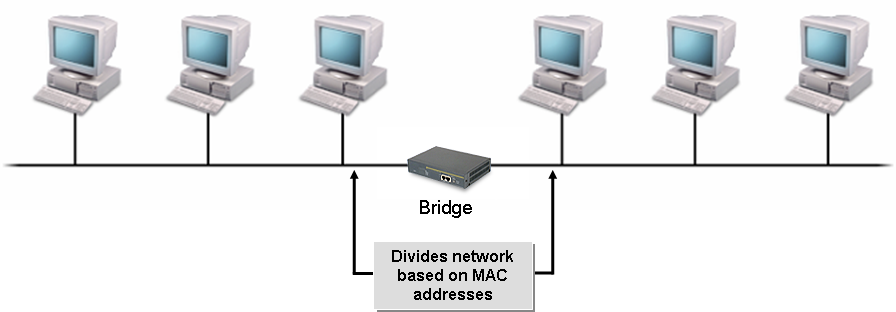 Bridge
Divides network
based on MAC
addresses